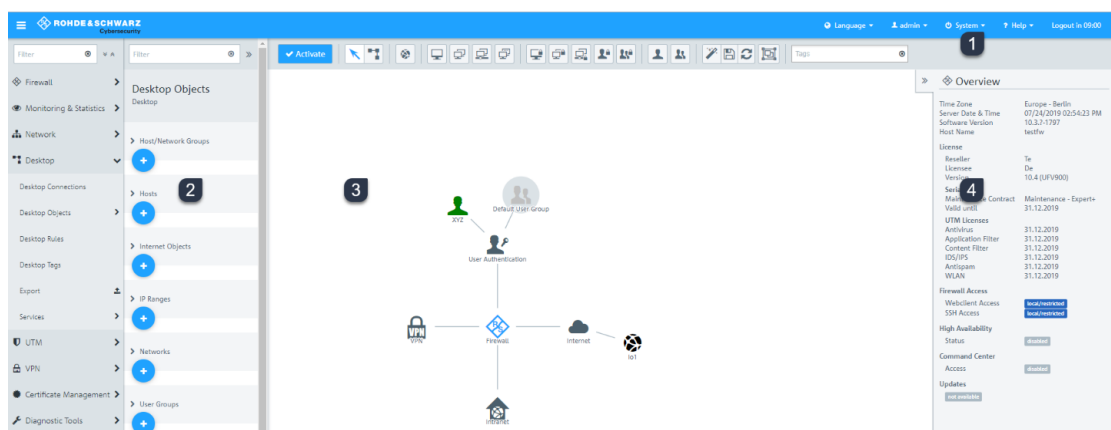 ROHDE & SCHWARZ
Cybersecurity
Language
admin
System
? Help
Logout in 09:00
1
Filter
Filter
Activate
Tags
Firewall
Monitoring & Statistics
Network
Desktop
Desktop Connections
Desktop Objects
Desktop Rules
Desktop Tags
Export
Services
UTM
VPN
Certificate Management
Diagnostic Tools
Desktop Objects
Desktop
Host/Network Groups
2
Hosts
Internet Objects
IP Ranges
Networks
User Groups
3
XYZ
Default User Group
User Authentication
VPN
VPN
Firewall
Internet
Io1
Intranet
Overview
Time Zone Europe - Berlin
Server Date & Time 07/24/2019 02:54:23 PM
Software Version 10.3.?-1797
Host Name testfw
License
Reseller Te
Licensee De
Version 10.4 (UFV900)
4
Contract Maintenance - Expert+
Valid until 31.12.2019
UTM Licenses
Antivirus 31.12.2019
Application Filter 31.12.2019
Content Filter 31.12.2019
IDS/IPS 31.12.2019
Antispam 31.12.2019
WLAN 31.12.2019
Firewall Access
Webclient Access local/restricted
SSH Access local/restricted
High Availability
Status disabled
Command Center
Access disabled
Updates
not available